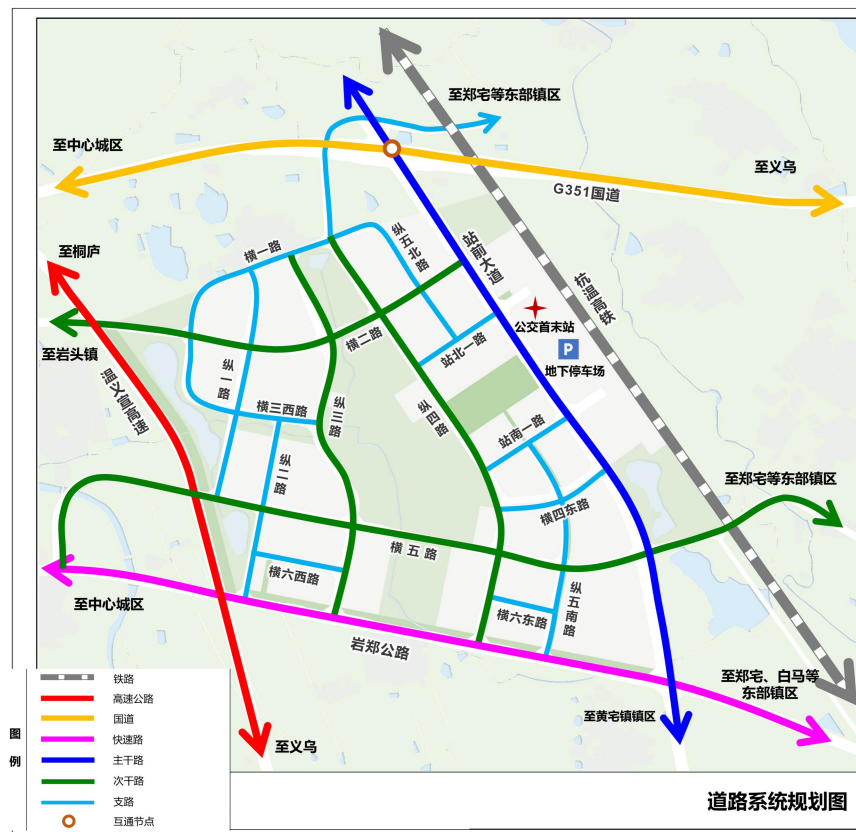 至郑宅等东部镇区
至中心城区
至义乌
G351国道
纵五北路
站前大道
横一路
至桐庐
杭温高铁
公交首末站
P
地下停车场
横二路
站北一路
至岩头镇
温义宣高速
纵一路
横三西路
纵三路
纵四路
站南一路
纵二路
至郑宅等东部镇区
横四东路
横五路
横六西路
纵五南路
至中心城区
横六东路
岩郑公路
至郑宅、白马等
东部镇区
至黄宅镇镇区
至义乌
图例
铁路
高速公路
国道
快速路
主干路
次干路
支路
互通节点
道路系统规划图